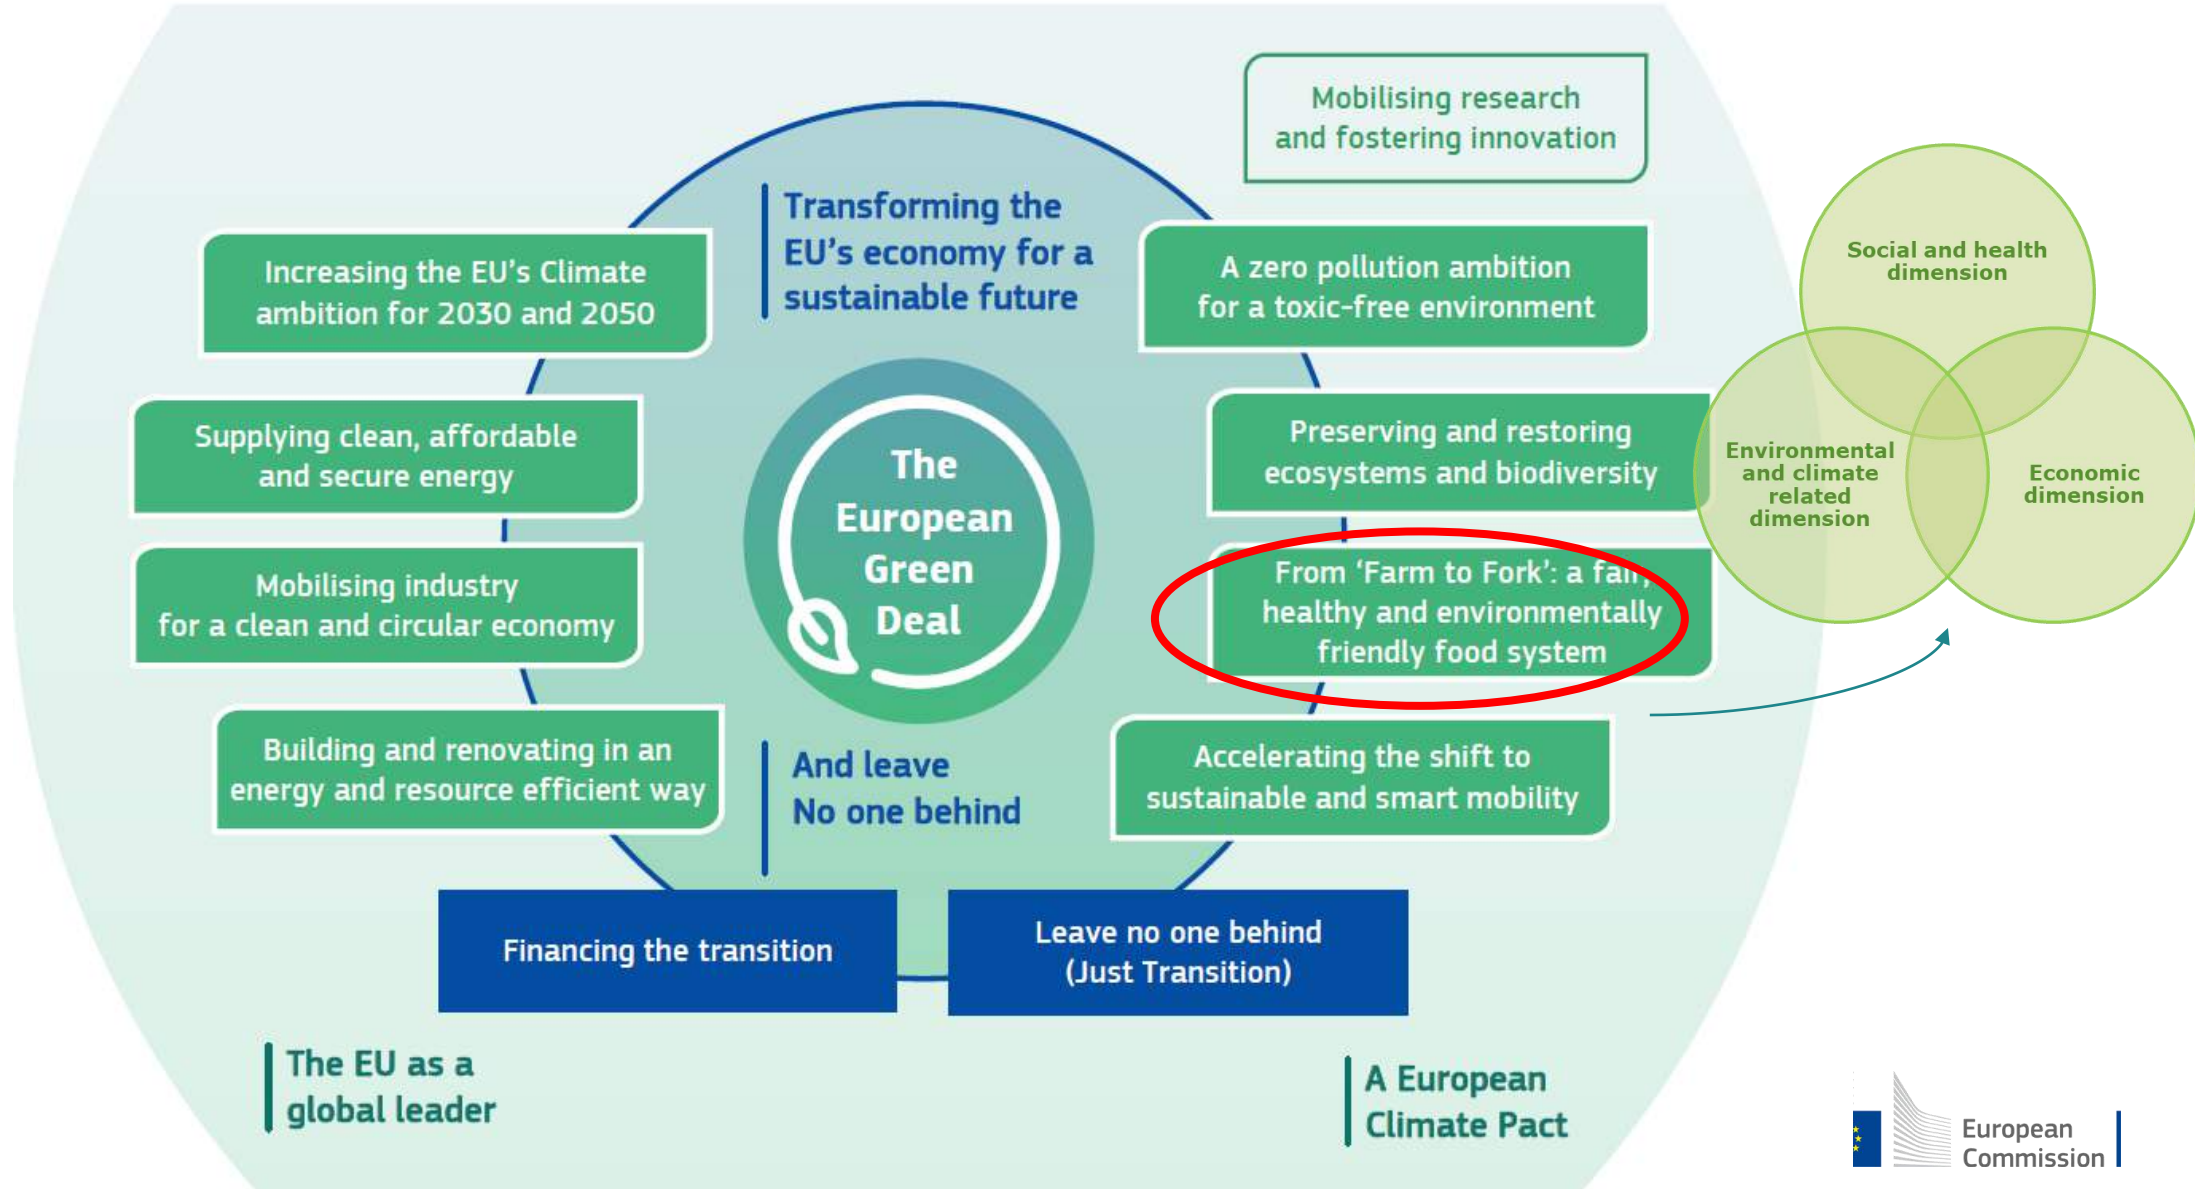 Mobilising research
and fostering innovation
Transforming the
EU's economy for a
sustainable future
Increasing the EU's Climate
ambition for 2030 and 2050
A zero pollution ambition
for a toxic-free environment
Social and health
dimension
Supplying clean, affordable
and secure energy
The
European
Green
Deal
Preserving and restoring
ecosystems and biodiversity
Environmental
and climate
related
dimension
Economic
dimension
Mobilising industry
for a clean and circular economy
From 'Farm to Fork': a fair,
healthy and environmentally
friendly food system
Building and renovating in an
energy and resource efficient way
And leave
No one behind
Accelerating the shift to
sustainable and smart mobility
Financing the transition
Leave no one behind
(Just Transition)
The EU as a
global leader
A European
Climate Pact
European
Commission